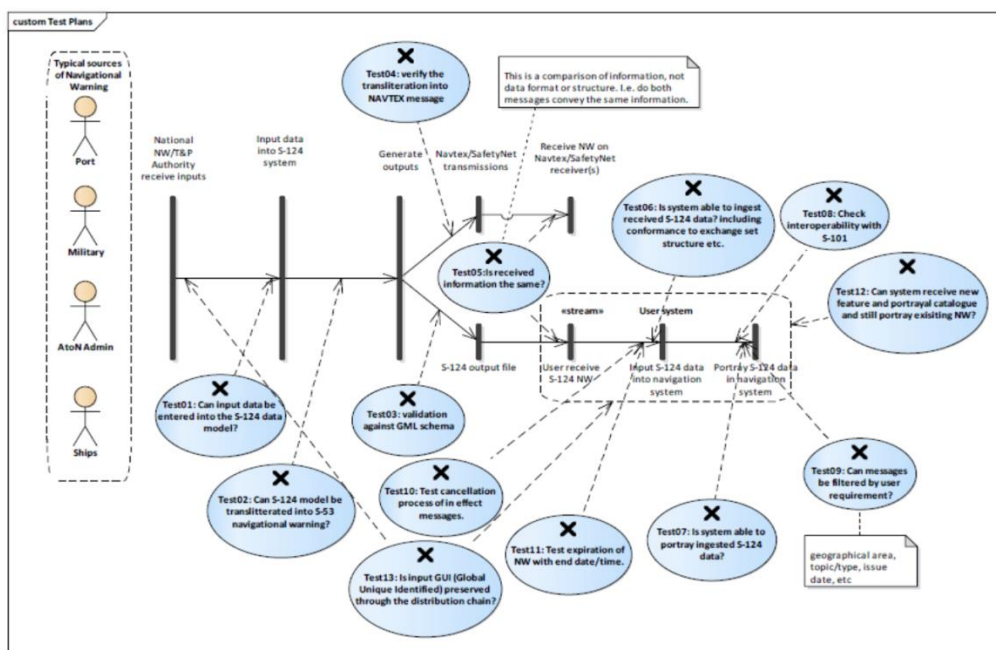 custom Test Plans
Typical sources
of Navigational
Warning
Port
Military
AtoN Admin
Ships
National
NW/T&P
Authority
receive inputs
Input data
into S-124
system
Generate
outputs
Navtex/SafetyNet
transmissions
Receive NW on
Navtex/SafetyNet
receiver(s)
Test04: verify the
transliteration into
NAVTEX message
This is a comparison of information, not
data format or structure. I.e. do both
messages convey the same information.
Test06: Is system able to ingest
received S-124 data? including
conformance to exchange set
structure etc.
Test08: Check
interoperability with
S-101
Test05:Is received
information the same?
Test12: Can system receive new
feature and portrayal catalogue
and still portray exisiting NW?
«stream»
User system
S-124 output file
User receive
S-124 NW
Input S-124 data
into navigation
system
Portray S-124 data
in navigation
system
Test01: Can input data be
entered into the S-124 data
model?
Test03: validation
against GML schema
Test02: Can S-124 model be
translitterated into S-53
navigational warning?
Test10: Test cancellation
process of in effect
messages.
Test09: Can messages
be filtered by user
requirement?
Test11: Test expiration of
NW with end date/time.
Test07: Is system able to
portray ingested S-124
data?
Test13: Is input GUI (Global
Unique Identified) preserved
through the distribution chain?
geographical area,
topic/type, issue
date, etc